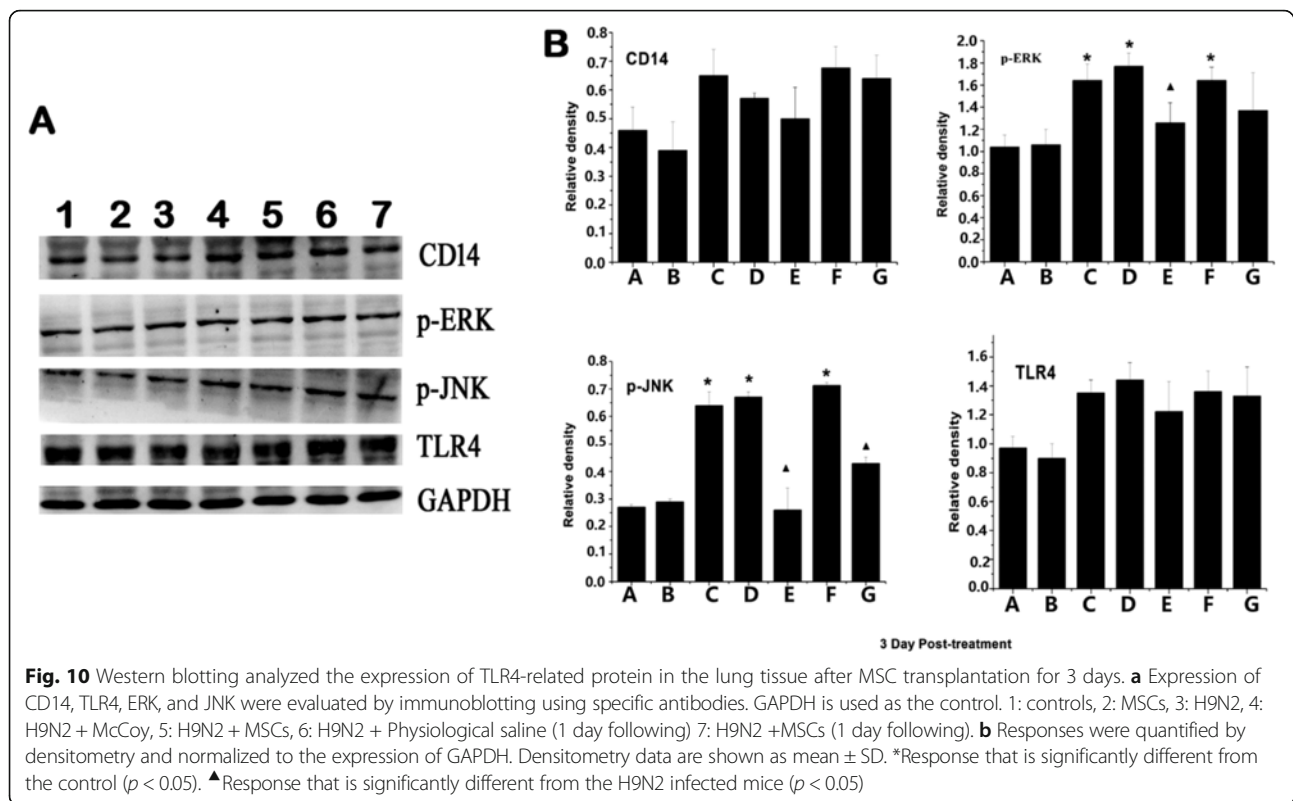 A
1 2 3 4 5 6 7
CD14
p-ERK
p-JNK
TLR4
GAPDH
B
CD14
Relative density
0.8
0.7
0.6
0.5
0.4
0.3
0.2
0.1
0.0
A B C D E F G
p-ERK
Relative density
2.0
1.8
1.6
1.4
1.2
1.0
0.8
0.6
0.4
0.2
0.0
* * ▲ *
A B C D E F G
p-JNK
Relative density
0.8
0.7
0.6
0.5
0.4
0.3
0.2
0.1
0.0
* * ▲ * ▲
A B C D E F G
TLR4
Relative density
1.6
1.4
1.2
1.0
0.8
0.6
0.4
0.2
0.0
A B C D E F G
3 Day Post-treatment
Fig. 10 Western blotting analyzed the expression of TLR4-related protein in the lung tissue after MSC transplantation for 3 days. a Expression of
CD14, TLR4, ERK, and JNK were evaluated by immunoblotting using specific antibodies. GAPDH is used as the control. 1: controls, 2: MSCs, 3: H9N2, 4:
H9N2 + McCoy, 5: H9N2 + MSCs, 6: H9N2 + Physiological saline (1 day following) 7: H9N2 +MSCs (1 day following). b Responses were quantified by
densitometry and normalized to the expression of GAPDH. Densitometry data are shown as mean ± SD. *Response that is significantly different from
the control (p < 0.05). ▲Response that is significantly different from the H9N2 infected mice (p < 0.05)